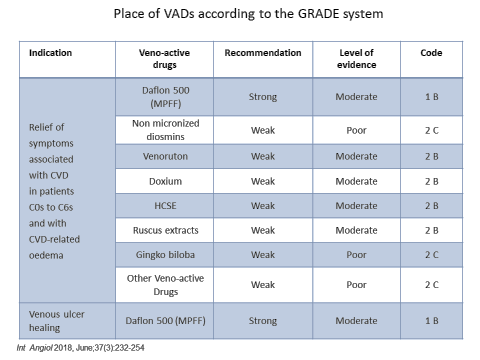 Place of VADs according to the GRADE system
Indication
Veno-active
drugs
Recommendation
Level of
evidence
Code
Relief of
symptoms
associated
with CVD
in patients
C0s to C6s
and with
CVD-related
oedema
Daflon 500
(MPFF)
Strong
Moderate
1 B
Non micronized
diosmins
Weak
Poor
2 C
Venoruton
Weak
Moderate
2 B
Doxium
Weak
Moderate
2 B
HCSE
Weak
Moderate
2 B
Ruscus extracts
Weak
Moderate
2 B
Gingko biloba
Weak
Poor
2 C
Other Veno-active
Drugs
Weak
Poor
2 C
Venous ulcer
healing
Daflon 500 (MPFF)
Strong
Moderate
1 B
Int Angiol 2018, June;37(3):232-254